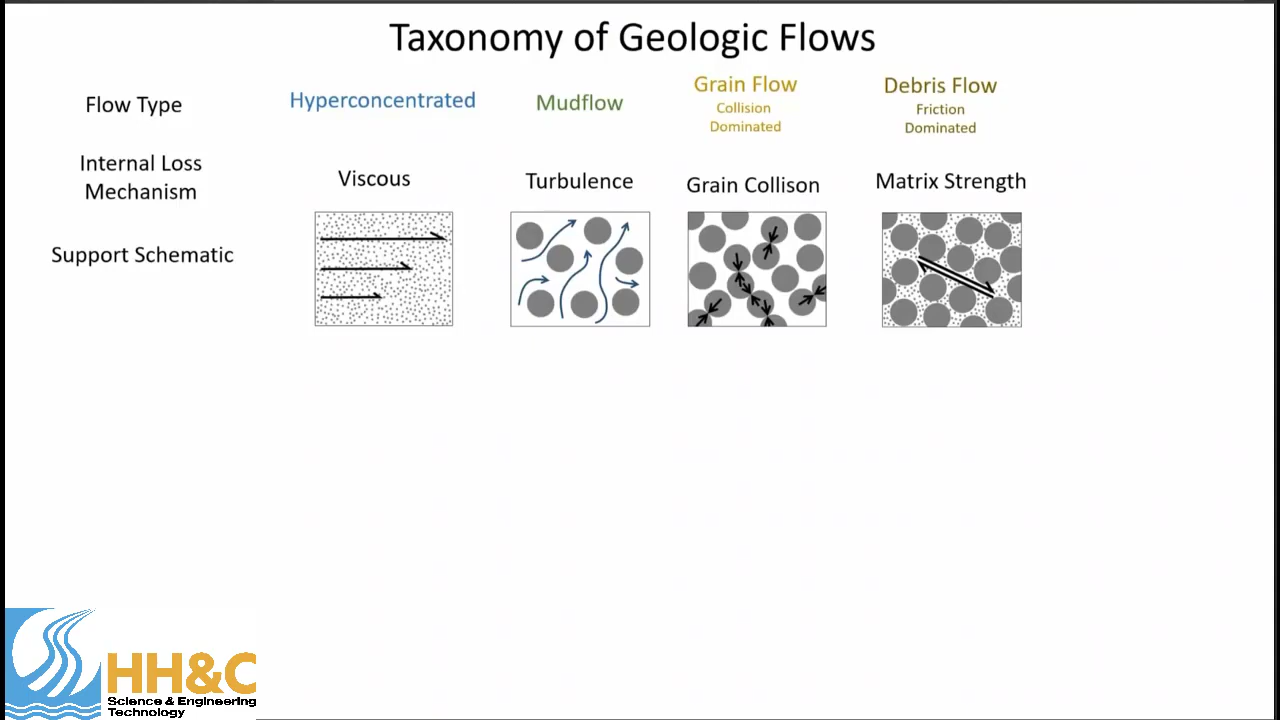 Taxonomy of Geologic Flows
Flow Type
Hyperconcentrated
Mudflow
Grain Flow
Collision
Dominated
Debris Flow
Friction
Dominated
Internal Loss
Mechanism
Viscous
Turbulence
Grain Collison
Matrix Strength
Support Schematic
HH&C
Science & Engineering
Technology